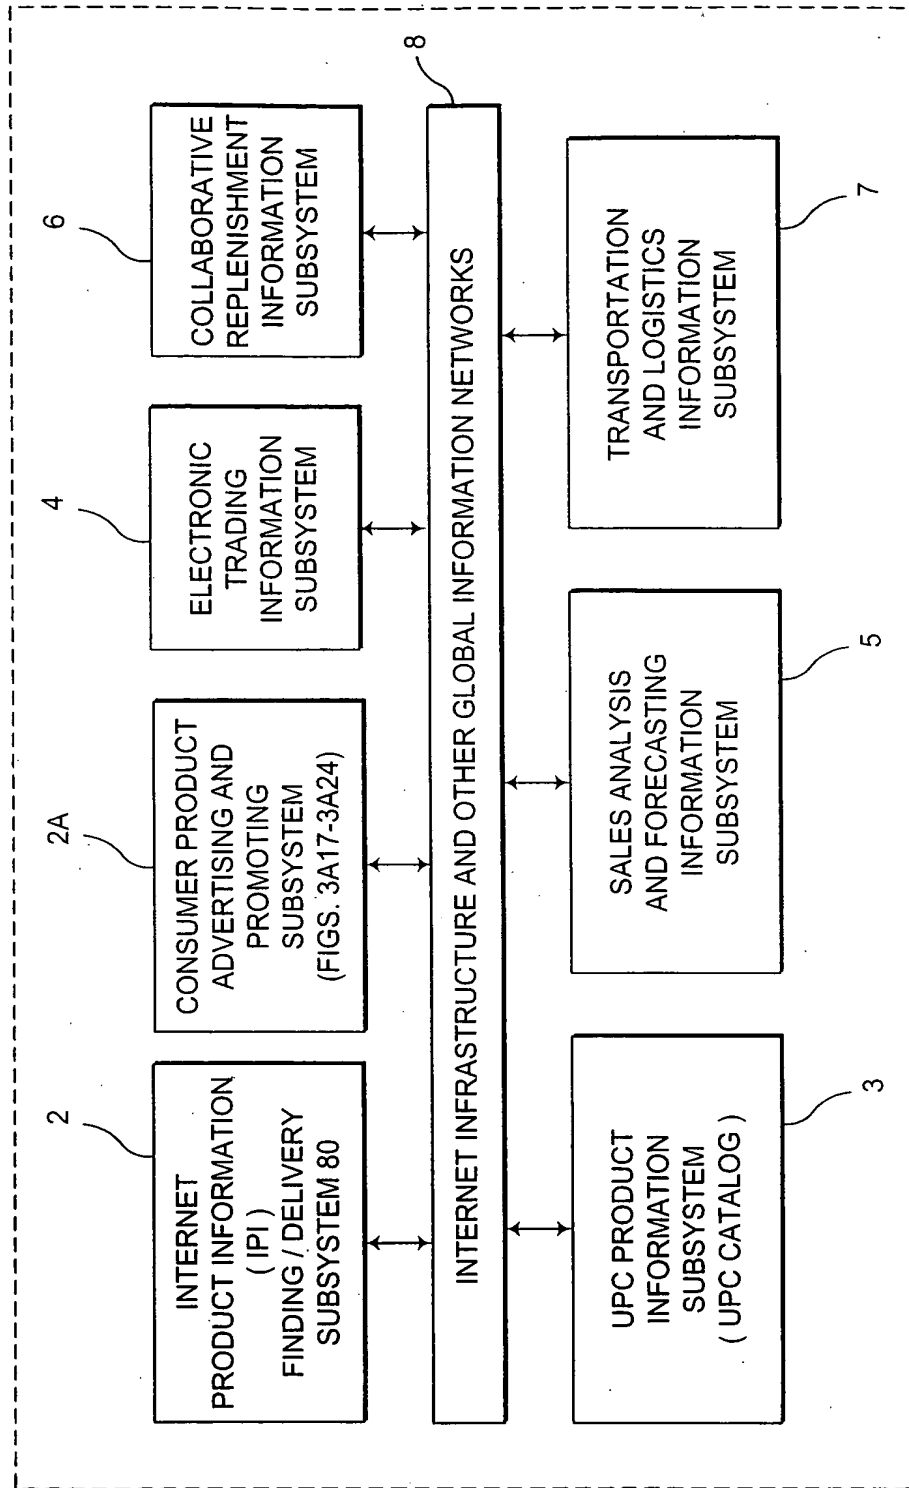 2
INTERNET
PRODUCT INFORMATION
( IPI )
FINDING / DELIVERY
SUBSYSTEM 80
2A
CONSUMER PRODUCT
ADVERTISING AND
PROMOTING
SUBSYSTEM
(FIGS. 3A17-3A24)
4
ELECTRONIC
TRADING
INFORMATION
SUBSYSTEM
6
COLLABORATIVE
REPLENISHMENT
INFORMATION
SUBSYSTEM
8
INTERNET INFRASTRUCTURE AND OTHER GLOBAL INFORMATION NETWORKS
UPC PRODUCT
INFORMATION
SUBSYSTEM
( UPC CATALOG )
3
SALES ANALYSIS
AND FORECASTING
INFORMATION
SUBSYSTEM
5
TRANSPORTATION
AND LOGISTICS
INFORMATION
SUBSYSTEM
7